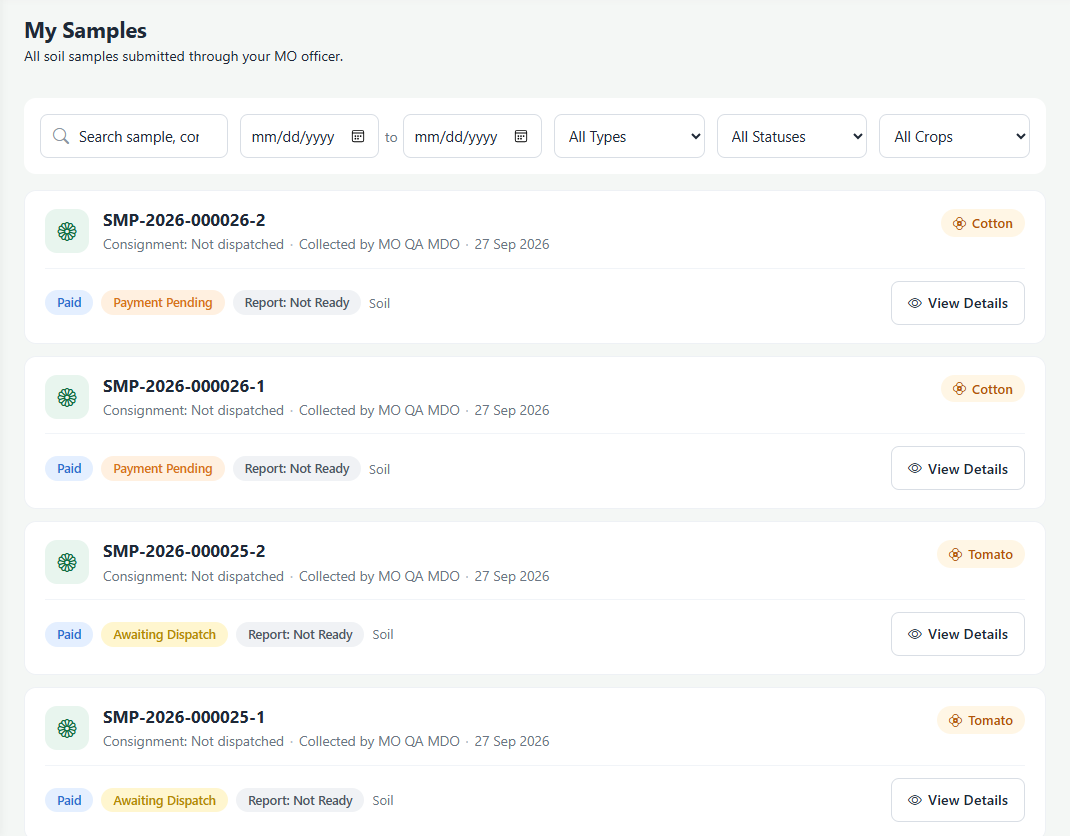 My Samples
All soil samples submitted through your MO officer.
Search sample, cor
mm/dd/yyyy to mm/dd/yyyy All Types All Statuses All Crops
SMP-2026-000026-2
Cotton
Consignment: Not dispatched · Collected by MO QA MDO · 27 Sep 2026
Paid Payment Pending Report: Not Ready Soil View Details
SMP-2026-000026-1
Cotton
Consignment: Not dispatched · Collected by MO QA MDO · 27 Sep 2026
Paid Payment Pending Report: Not Ready Soil View Details
SMP-2026-000025-2
Tomato
Consignment: Not dispatched · Collected by MO QA MDO · 27 Sep 2026
Paid Awaiting Dispatch Report: Not Ready Soil View Details
SMP-2026-000025-1
Tomato
Consignment: Not dispatched · Collected by MO QA MDO · 27 Sep 2026
Paid Awaiting Dispatch Report: Not Ready Soil View Details